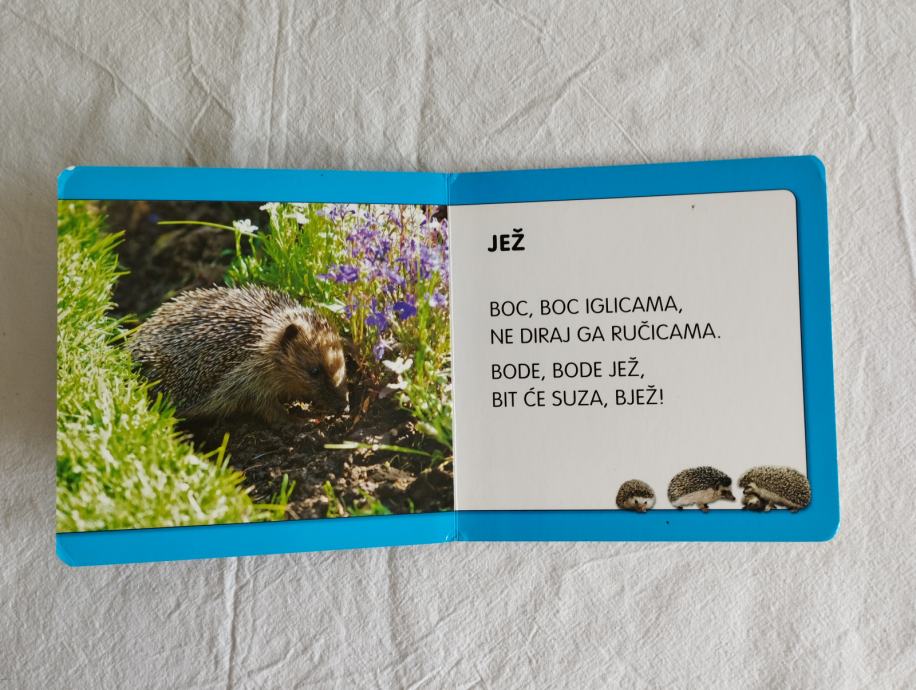 JEŽ
BOC, BOC IGLICAMA,
NE DIRAJ GA RUČICAMA.
BODE, BODE JEŽ,
BIT ĆE SUZA, BJEŽ!